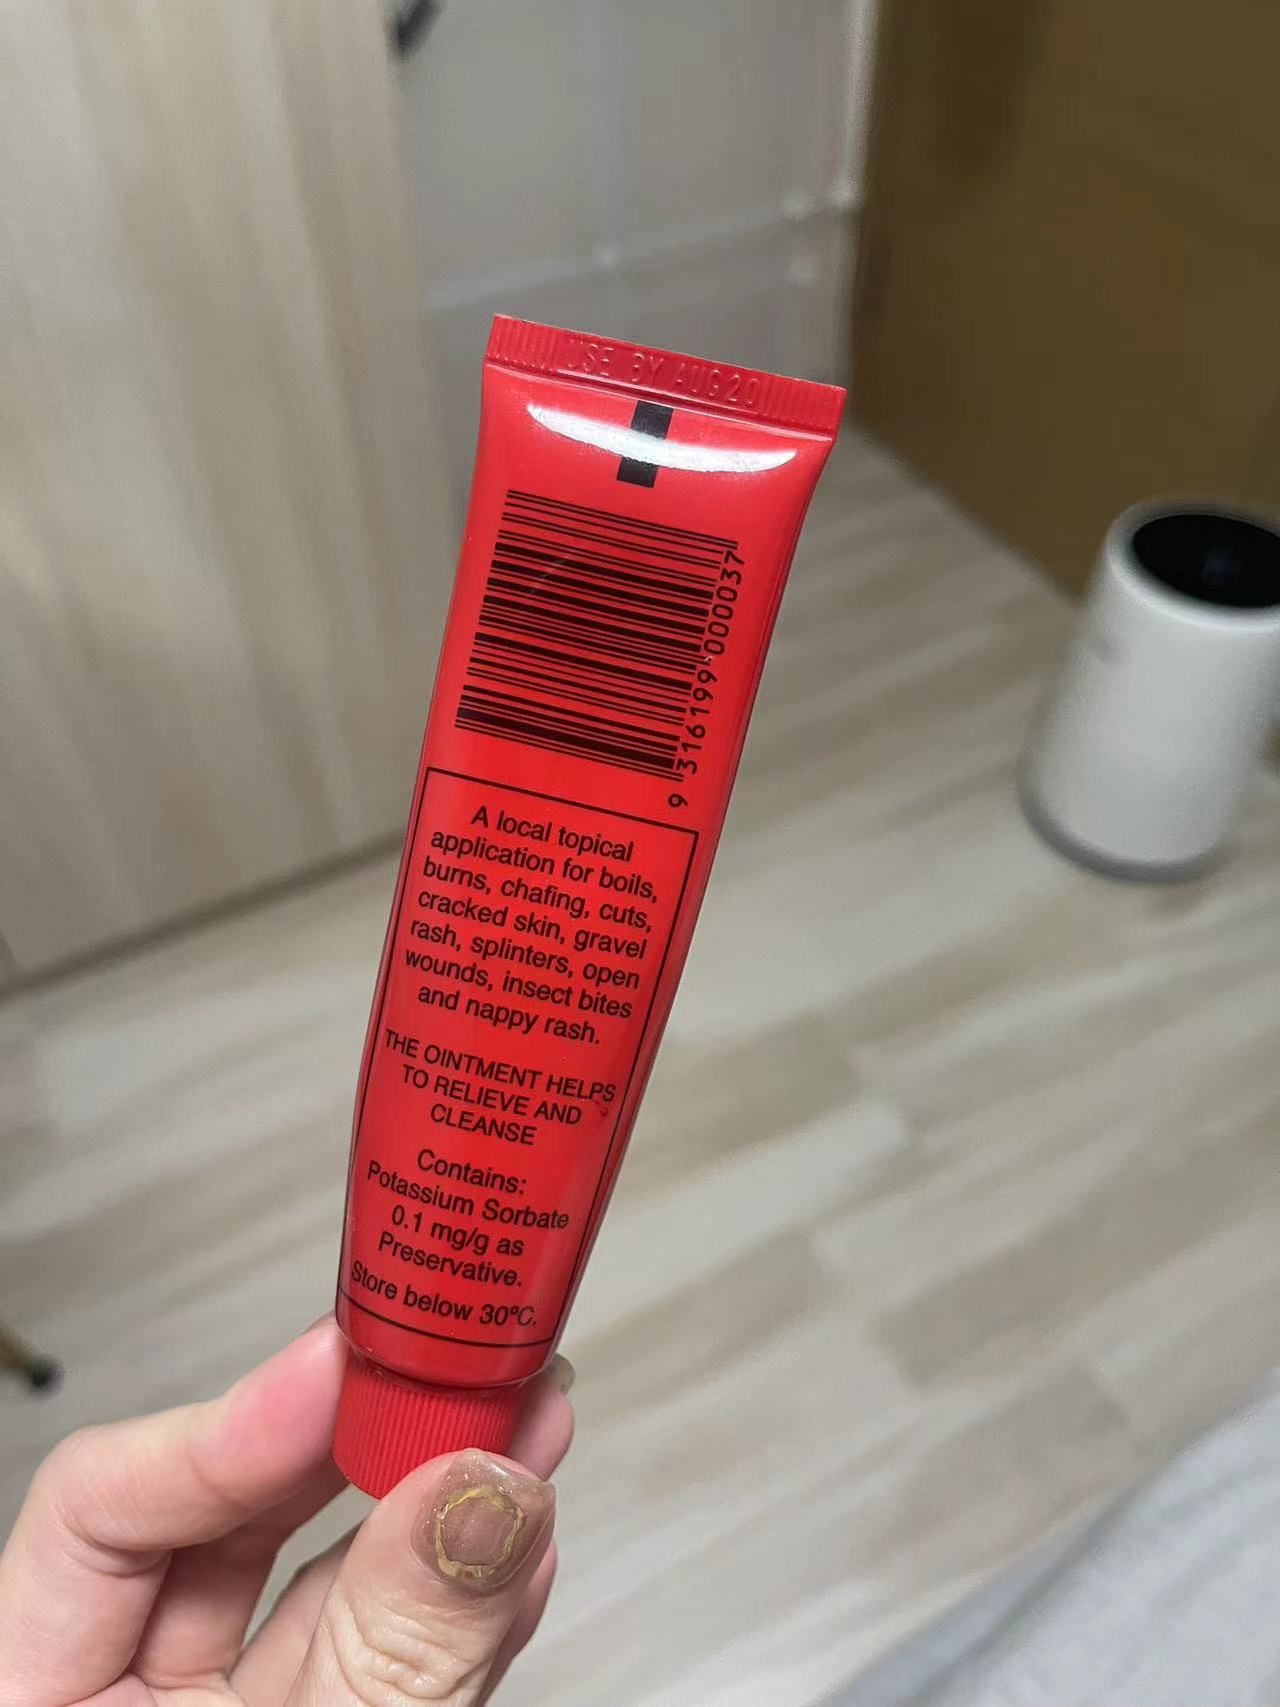 USE BY AUG20
9 316199 000037
A local topical
application for boils,
burns, chafing, cuts,
cracked skin, gravel
rash, splinters, open
wounds, insect bites
and nappy rash.
THE OINTMENT HELPS
TO RELIEVE AND
CLEANSE
Contains:
Potassium Sorbate
0.1 mg/g as
Preservative.
Store below 30°C.